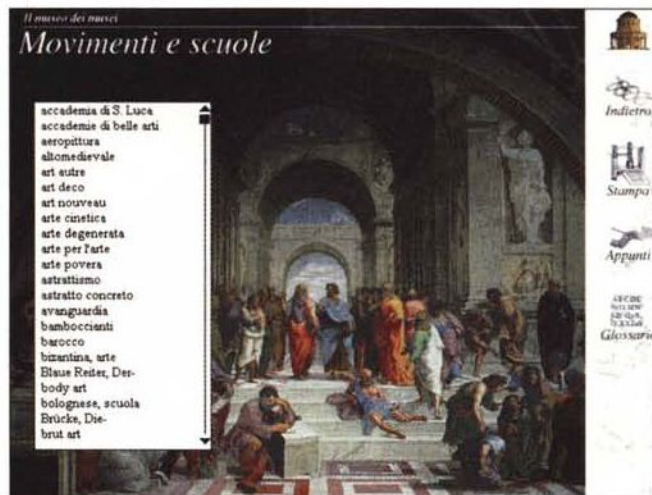 Il museo dei musei
Movimenti e scuole
accademia di S. Luca
accademie di belle arti
aeropittura
altomedievale
art autre
art deco
art nouveau
arte cinetica
arte degenerata
arte per l'arte
arte povera
astrattismo
astratto concreto
avanguardia
bamboccianti
barocco
bizantina, arte
Blaue Reiter, Der-
body art
bolognese, scuola
Brücke, Die-
brut art
Indietro
Stampa
Appunti
Glossario